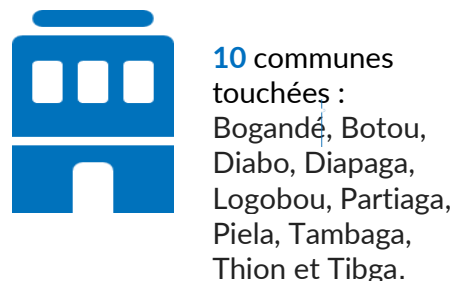 10 communes
touchées :
Bogandé, Botou,
Diabo, Diapaga,
Logobou, Partiaga,
Piela, Tambaga,
Thion et Tibga.